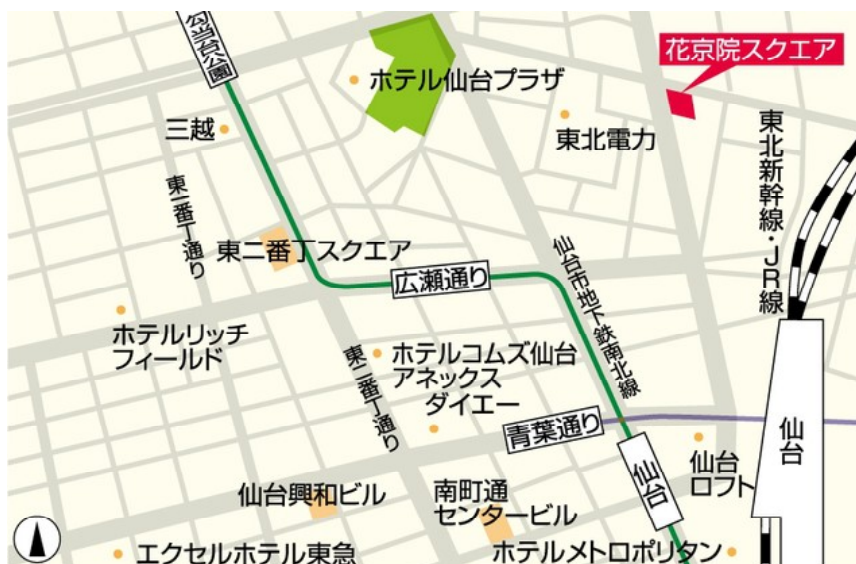 勾当台公園
花京院スクエア
ホテル仙台プラザ
三越
東北電力
東北新幹線・JR線
東一番丁通り
東二番丁スクエア
広瀬通り
仙台市地下鉄南北線
ホテルリッチ
フィールド
東二番丁通り
ホテルコムズ仙台
アネックス
ダイエー
青葉通り
仙台
仙台
仙台
ロフト
仙台興和ビル
南町通
センタービル
エクセルホテル東急
ホテルメトロポリタン